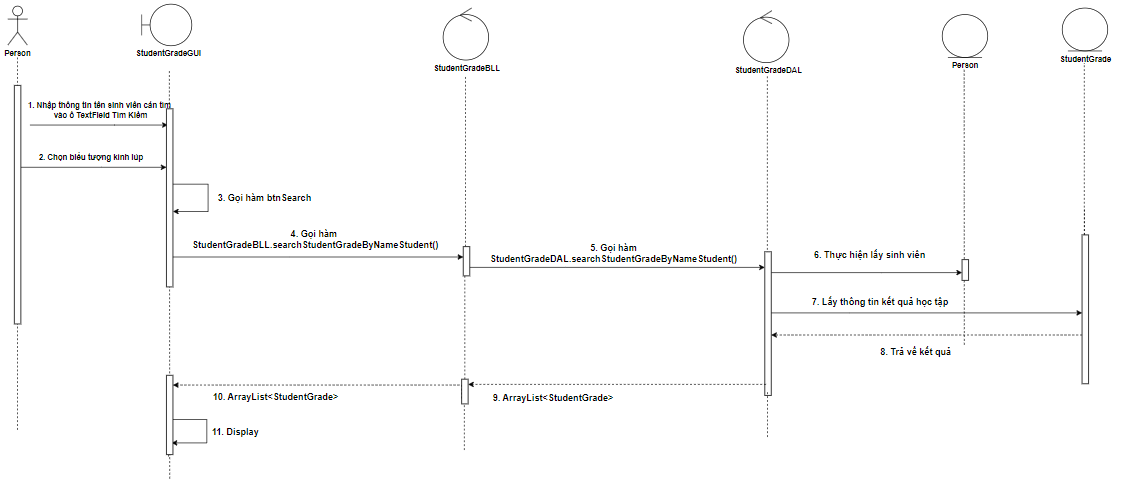 Person
StudentGradeGUI
StudentGradeBLL
StudentGradeDAL
Person
StudentGrade
1. Nhập thông tin tên sinh viên cần tìm
vào ô TextField Tìm Kiếm
2. Chọn biểu tượng kính lúp
3. Gọi hàm btnSearch
4. Gọi hàm
StudentGradeBLL.searchStudentGradeByNameStudent()
5. Gọi hàm
StudentGradeDAL.searchStudentGradeByNameStudent()
6. Thực hiện lấy sinh viên
7. Lấy thông tin kết quả học tập
8. Trả về kết quả
9. ArrayList<StudentGrade>
10. ArrayList<StudentGrade>
11. Display